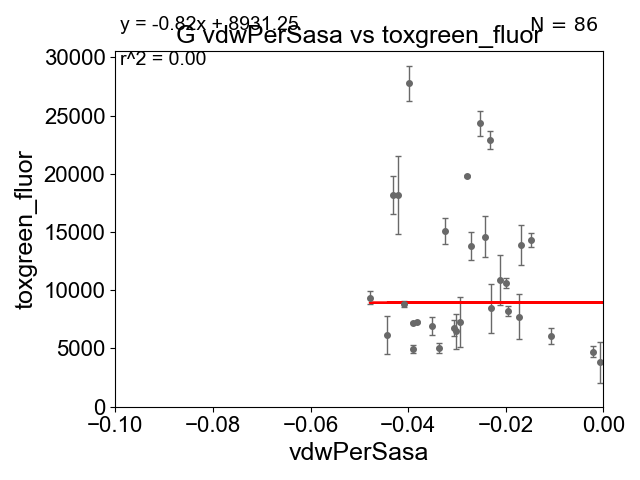 y = -0.82x + 8931.25
N = 86
G vdwPerSasa vs toxgreen_fluor
r^2 = 0.00
30000
25000
20000
15000
10000
5000
0
toxgreen_fluor
−0.10 −0.08 −0.06 −0.04 −0.02 0.00
vdwPerSasa